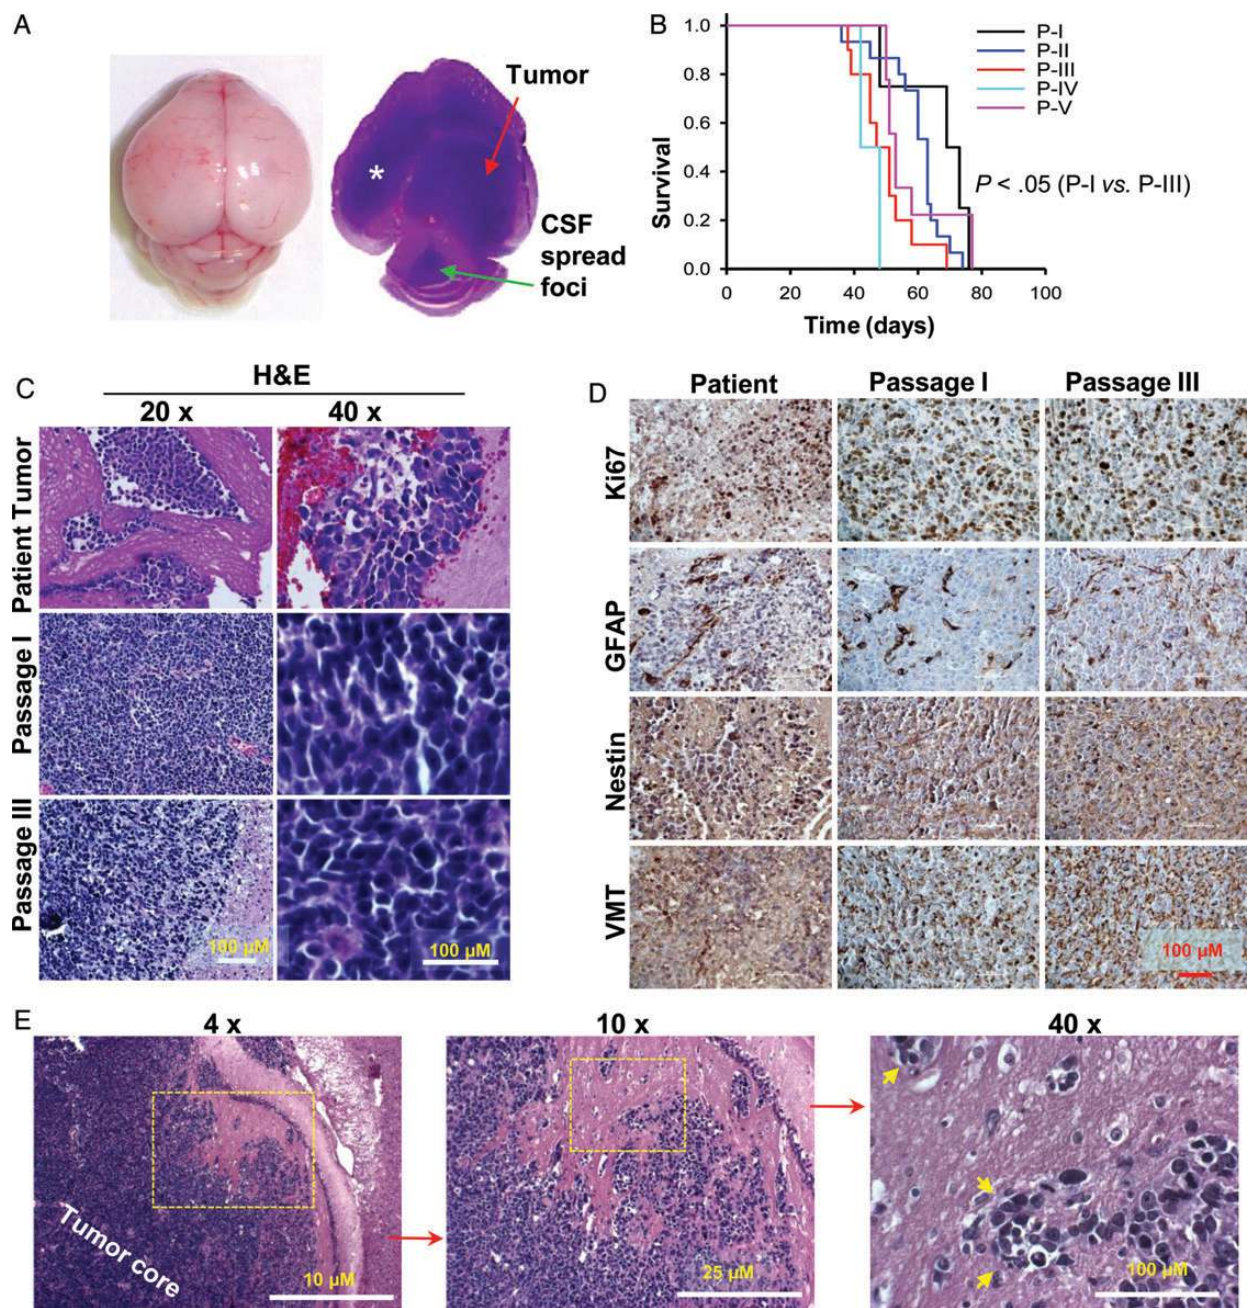 A
Tumor
*
CSF
spread
foci
B
1.0
0.8
0.6
0.4
0.2
0.0
Survival
0
20
40
60
80
100
Time (days)
P-I
P-II
P-III
P-IV
P-V
P < .05 (P-I vs. P-III)
C
H&E
20 x
40 x
Patient Tumor
Passage I
Passage III
100 µM
100 µM
D
Patient
Passage I
Passage III
Ki67
GFAP
Nestin
VMT
100 µM
E
4 x
10 x
40 x
Tumor core
10 µM
25 µM
100 µM